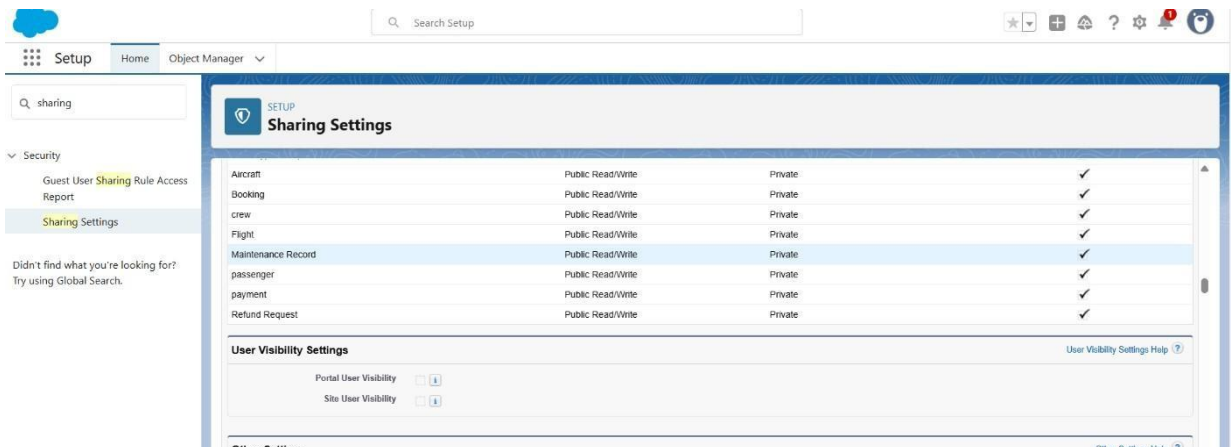 Search Setup
1
Setup Home Object Manager
sharing
SETUP
Sharing Settings
Security
Guest User Sharing Rule Access
Report
Sharing Settings
Didn't find what you're looking for?
Try using Global Search.
Aircraft Public Read/Write Private
Booking Public Read/Write Private
crew Public Read/Write Private
Flight Public Read/Write Private
Maintenance Record Public Read/Write Private
passenger Public Read/Write Private
payment Public Read/Write Private
Refund Request Public Read/Write Private
User Visibility Settings User Visibility Settings Help ?
Portal User Visibility i
Site User Visibility i